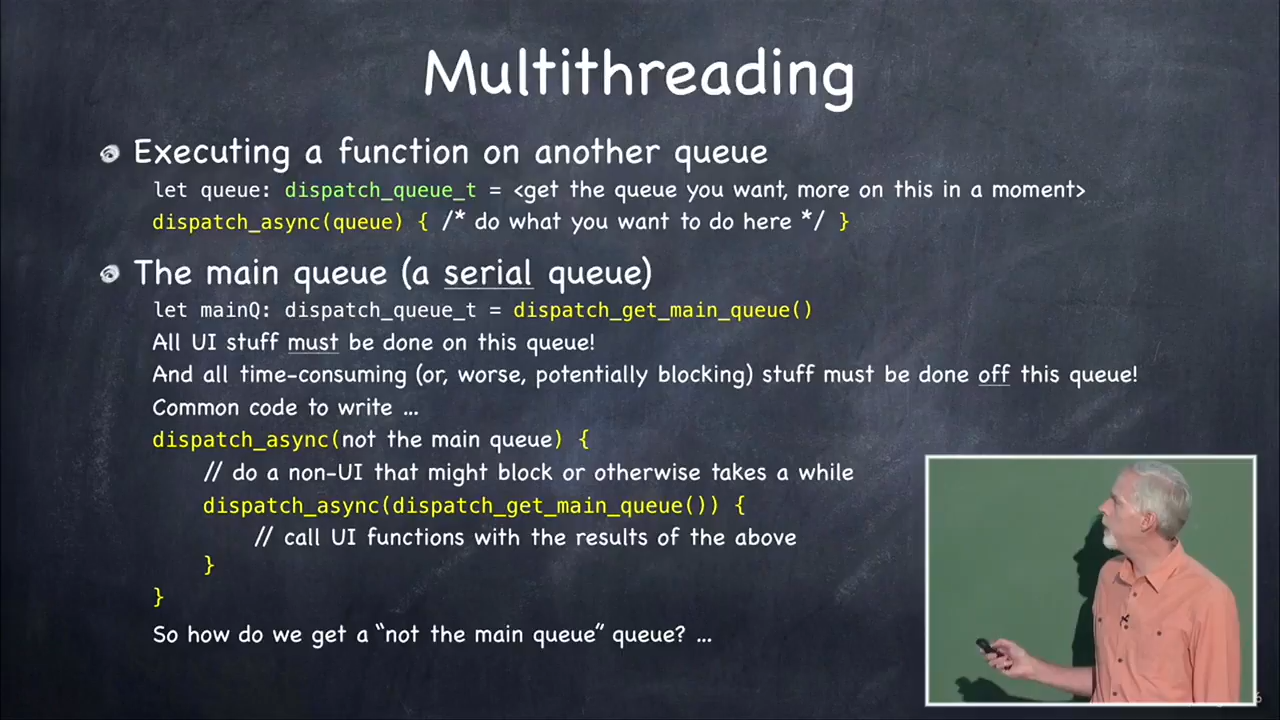 Multithreading
Executing a function on another queue
let queue: dispatch_queue_t = <get the queue you want, more on this in a moment>
dispatch_async(queue) { /* do what you want to do here */ }
The main queue (a serial queue)
let mainQ: dispatch_queue_t = dispatch_get_main_queue()
All UI stuff must be done on this queue!
And all time-consuming (or, worse, potentially blocking) stuff must be done off this queue!
Common code to write ...
dispatch_async(not the main queue) {
// do a non-UI that might block or otherwise takes a while
dispatch_async(dispatch_get_main_queue()) {
// call UI functions with the results of the above
}
}
So how do we get a “not the main queue” queue? ...